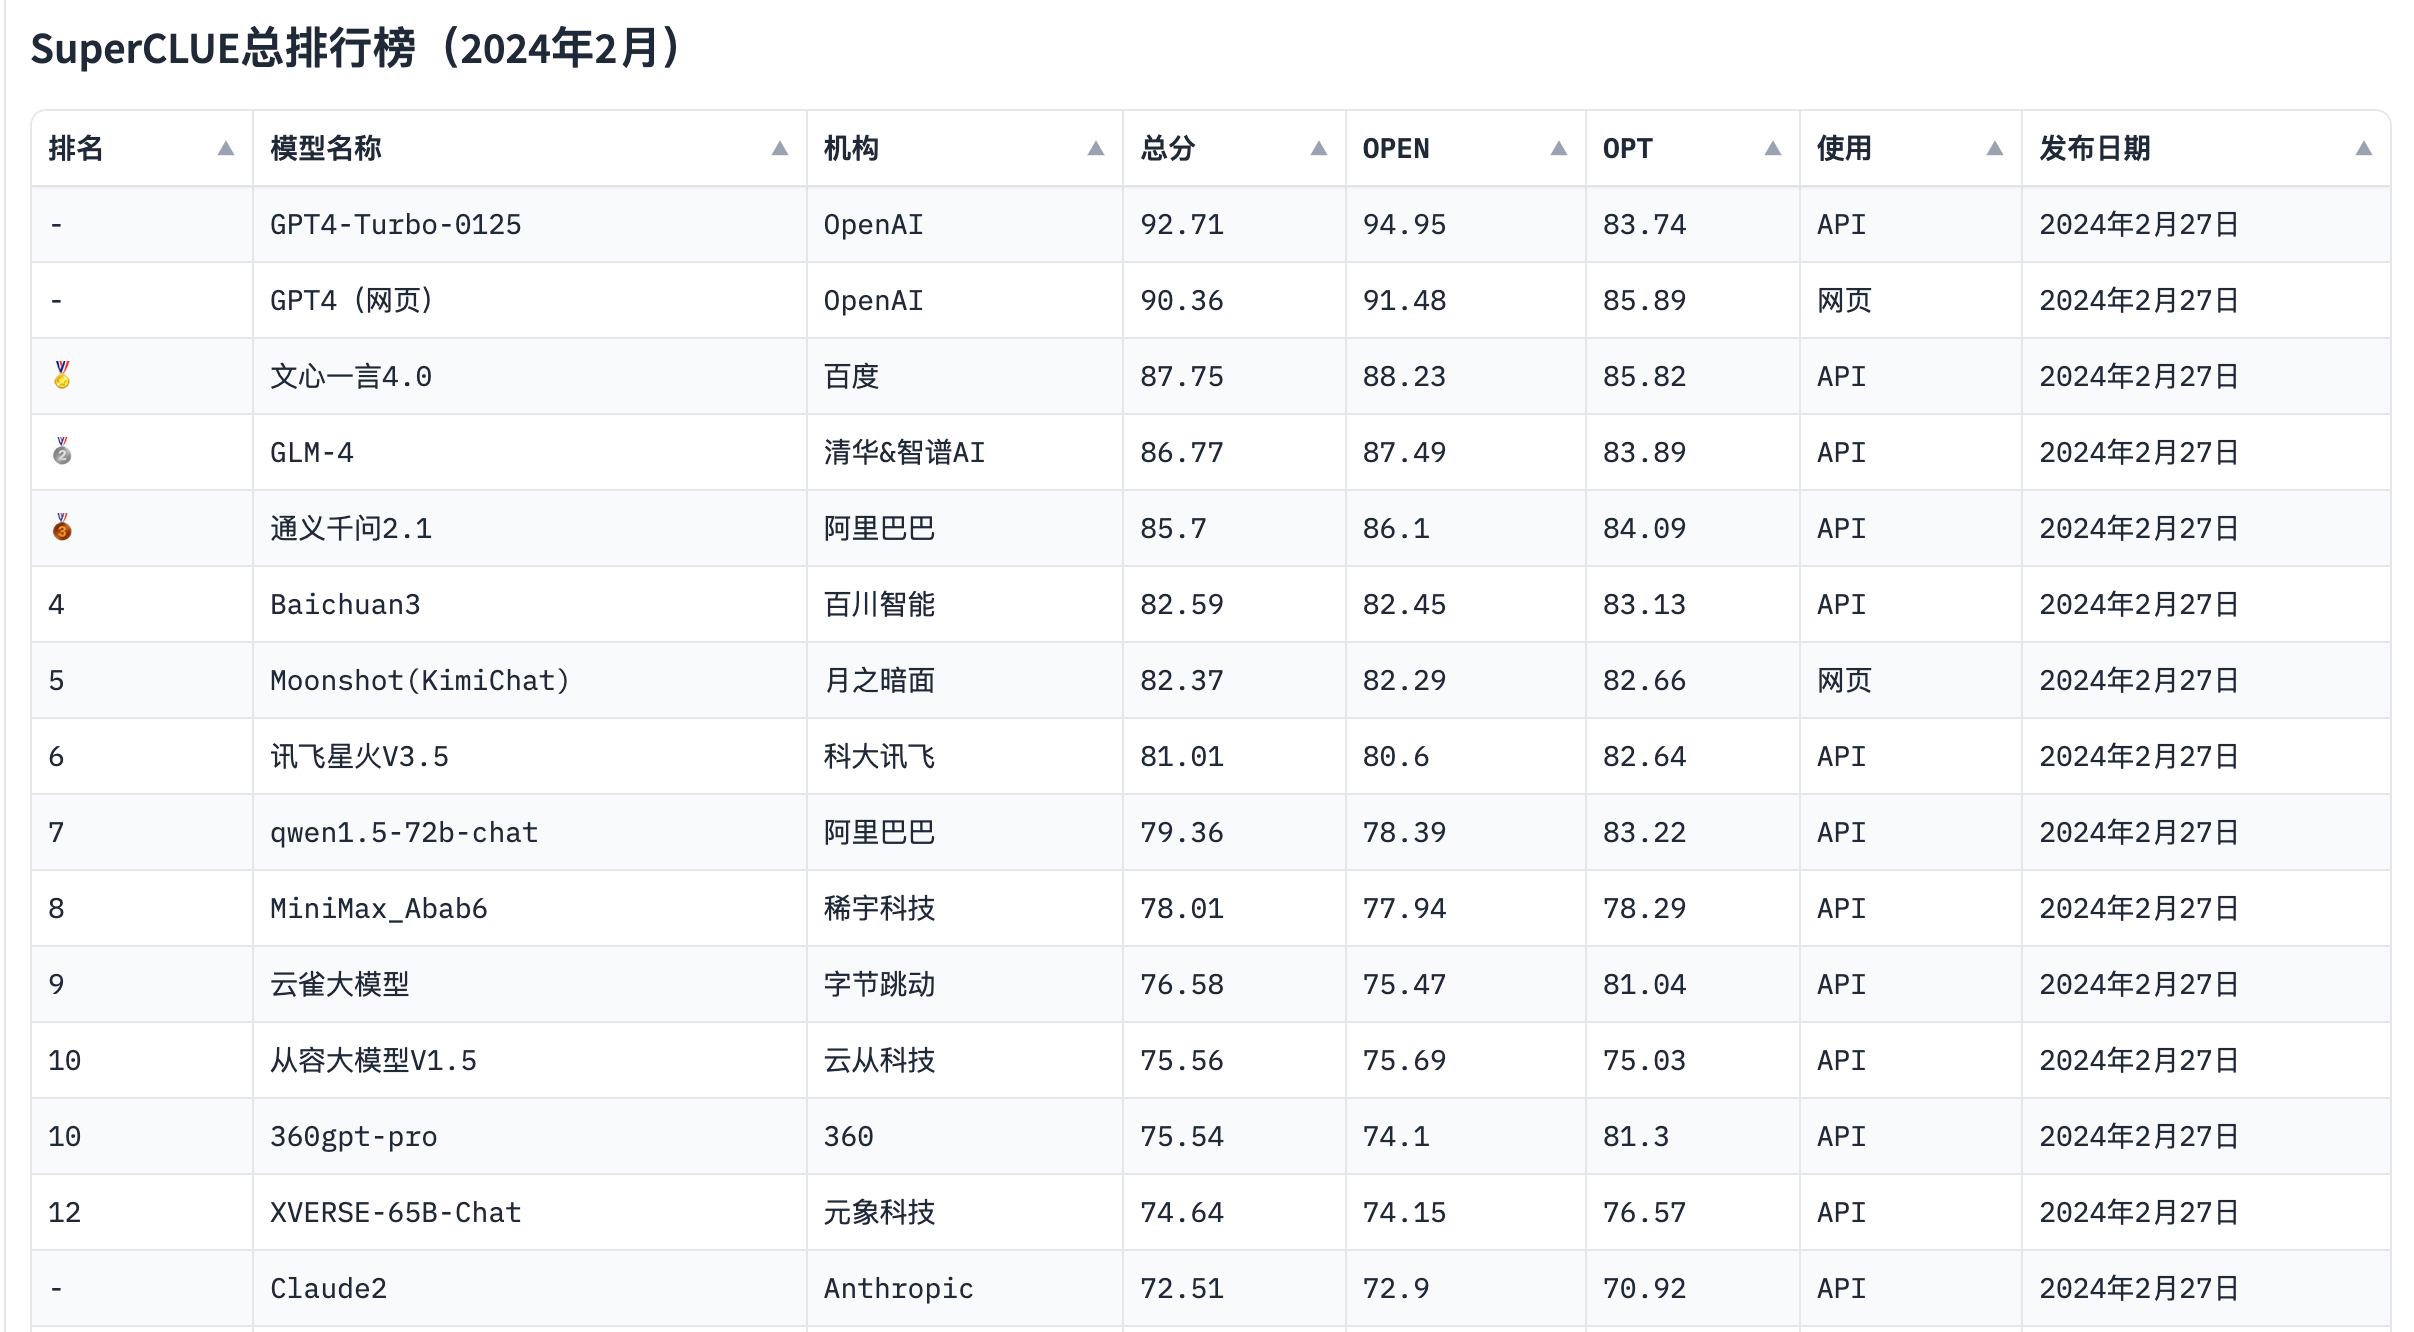 SuperCLUE总排行榜（2024年2月）
排名 模型名称 机构 总分 OPEN OPT 使用 发布日期
- GPT4-Turbo-0125 OpenAI 92.71 94.95 83.74 API 2024年2月27日
- GPT4（网页） OpenAI 90.36 91.48 85.89 网页 2024年2月27日
🥇 文心一言4.0 百度 87.75 88.23 85.82 API 2024年2月27日
🥈 GLM-4 清华&智谱AI 86.77 87.49 83.89 API 2024年2月27日
🥉 通义千问2.1 阿里巴巴 85.7 86.1 84.09 API 2024年2月27日
4 Baichuan3 百川智能 82.59 82.45 83.13 API 2024年2月27日
5 Moonshot(KimiChat) 月之暗面 82.37 82.29 82.66 网页 2024年2月27日
6 讯飞星火V3.5 科大讯飞 81.01 80.6 82.64 API 2024年2月27日
7 qwen1.5-72b-chat 阿里巴巴 79.36 78.39 83.22 API 2024年2月27日
8 MiniMax_Abab6 稀宇科技 78.01 77.94 78.29 API 2024年2月27日
9 云雀大模型 字节跳动 76.58 75.47 81.04 API 2024年2月27日
10 从容大模型V1.5 云从科技 75.56 75.69 75.03 API 2024年2月27日
10 360gpt-pro 360 75.54 74.1 81.3 API 2024年2月27日
12 XVERSE-65B-Chat 元象科技 74.64 74.15 76.57 API 2024年2月27日
- Claude2 Anthropic 72.51 72.9 70.92 API 2024年2月27日